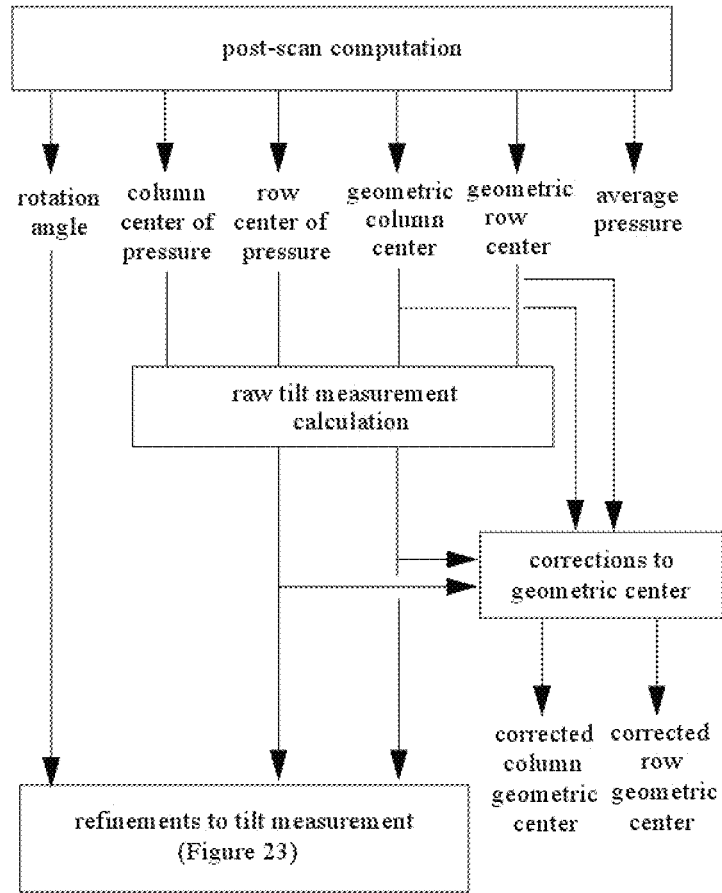 post-scan computation
rotation
angle
column
center of
pressure
row
center of
pressure
geometric
column
center
geometric
row
center
average
pressure
raw tilt measurement
calculation
corrections to
geometric center
corrected
column
geometric
center
corrected
row
geometric
center
refinements to tilt measurement
(Figure 23)